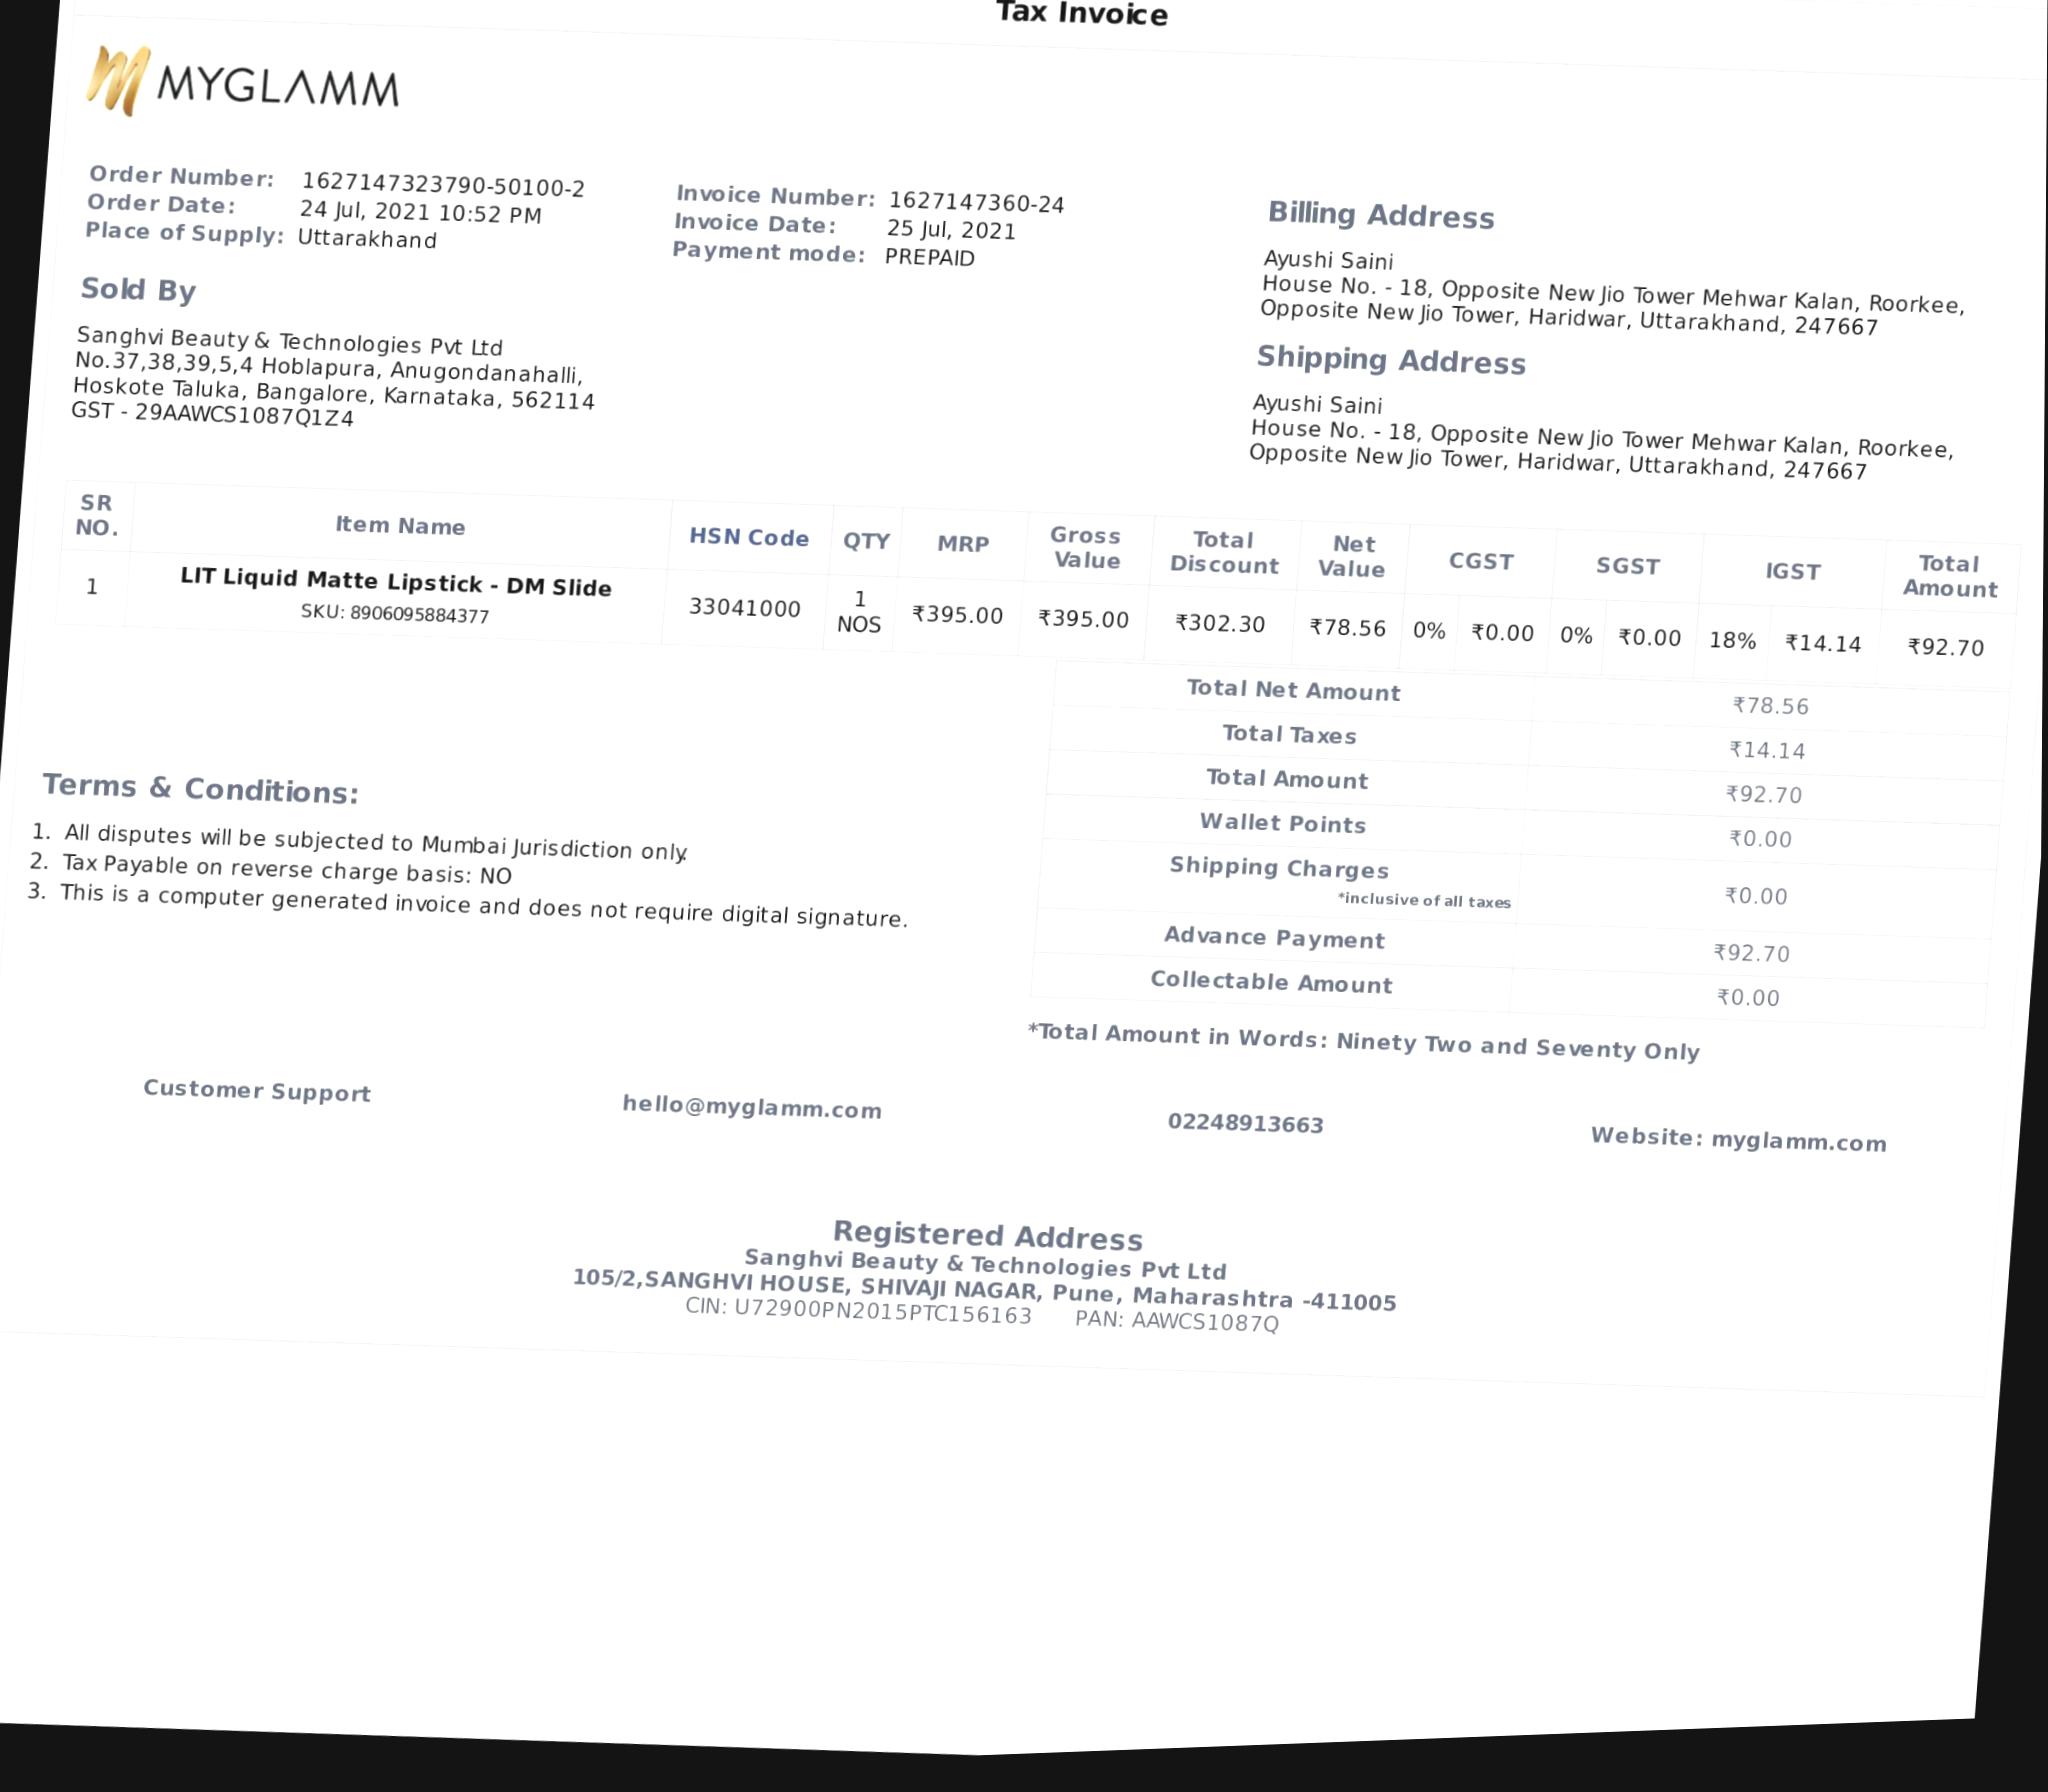 Tax Invoice
MYGLAMM
Order Number: 1627147323790-50100-2
Order Date: 24 Jul, 2021 10:52 PM
Place of Supply: Uttarakhand
Invoice Number: 1627147360-24
Invoice Date: 25 Jul, 2021
Payment mode: PREPAID
Sold By
Sanghvi Beauty & Technologies Pvt Ltd
No.37,38,39,5,4 Hoblapura, Anugondanahalli,
Hoskote Taluka, Bangalore, Karnataka, 562114
GST - 29AAWCS1087Q1Z4
Billing Address
Ayushi Saini
House No. - 18, Opposite New Jio Tower Mehwar Kalan, Roorkee,
Opposite New Jio Tower, Haridwar, Uttarakhand, 247667
Shipping Address
Ayushi Saini
House No. - 18, Opposite New Jio Tower Mehwar Kalan, Roorkee,
Opposite New Jio Tower, Haridwar, Uttarakhand, 247667
SR NO. Item Name HSN Code QTY MRP Gross Value Total Discount Net Value CGST SGST IGST Total Amount
1 LIT Liquid Matte Lipstick - DM Slide 33041000 1 NOS ₹395.00 ₹395.00 ₹302.30 ₹78.56 0% ₹0.00 0% ₹0.00 18% ₹14.14 ₹92.70
SKU: 8906095884377
Total Net Amount ₹78.56
Total Taxes ₹14.14
Total Amount ₹92.70
Wallet Points ₹0.00
Shipping Charges ₹0.00
*inclusive of all taxes
Advance Payment ₹92.70
Collectable Amount ₹0.00
*Total Amount in Words: Ninety Two and Seventy Only
Terms & Conditions:
1. All disputes will be subjected to Mumbai Jurisdiction only.
2. Tax Payable on reverse charge basis: NO
3. This is a computer generated invoice and does not require digital signature.
Customer Support hello@myglamm.com 02248913663 Website: myglamm.com
Registered Address
Sanghvi Beauty & Technologies Pvt Ltd
105/2,SANGHVI HOUSE, SHIVAJI NAGAR, Pune, Maharashtra -411005
CIN: U72900PN2015PTC156163 PAN: AAWCS1087Q